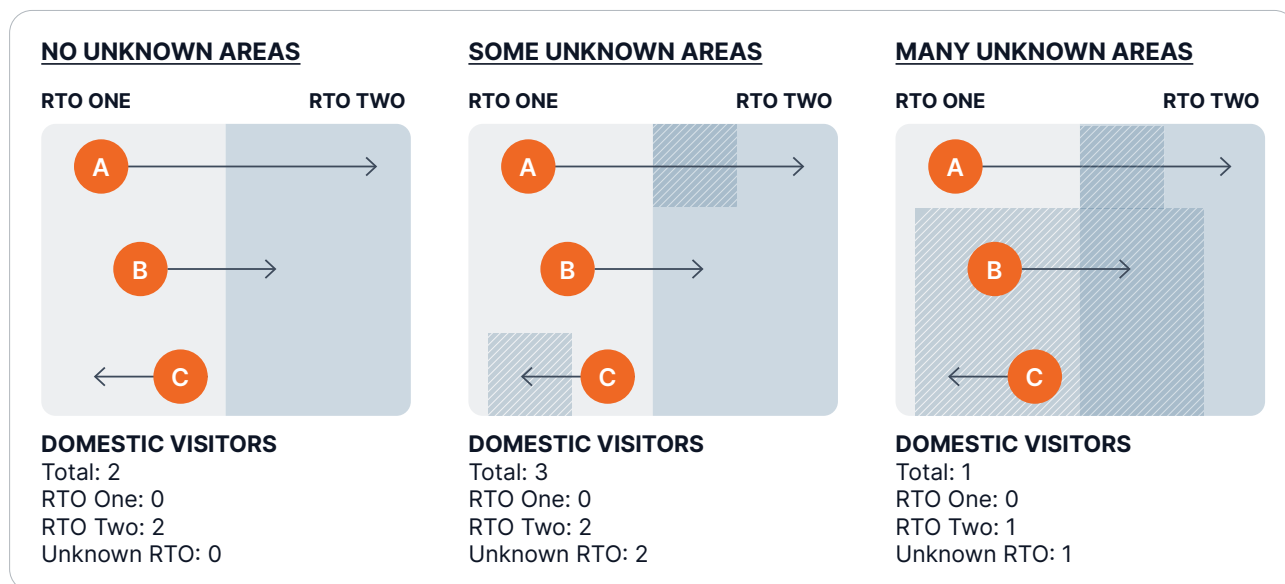 NO UNKNOWN AREAS
RTO ONE RTO TWO
A
B
C
DOMESTIC VISITORS
Total: 2
RTO One: 0
RTO Two: 2
Unknown RTO: 0
SOME UNKNOWN AREAS
RTO ONE RTO TWO
A
B
C
DOMESTIC VISITORS
Total: 3
RTO One: 0
RTO Two: 2
Unknown RTO: 2
MANY UNKNOWN AREAS
RTO ONE RTO TWO
A
B
C
DOMESTIC VISITORS
Total: 1
RTO One: 0
RTO Two: 1
Unknown RTO: 1